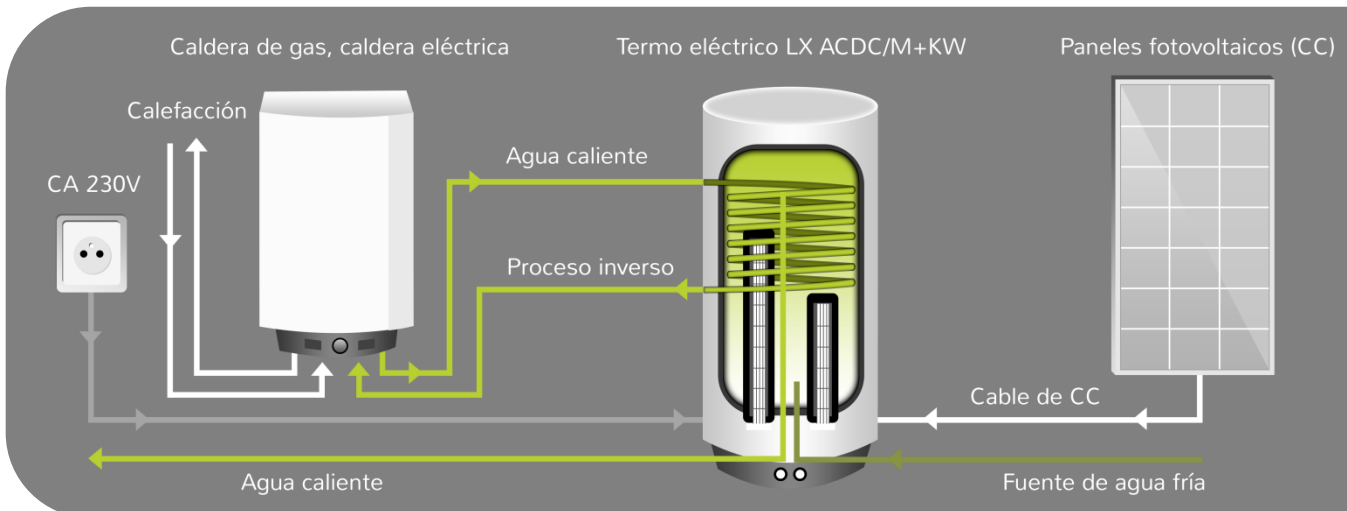 Caldera de gas, caldera eléctrica
Termo eléctrico LX ACDC/M+KW
Paneles fotovoltaicos (CC)
Calefacción
Agua caliente
CA 230V
Proceso inverso
Cable de CC
Agua caliente
Fuente de agua fría